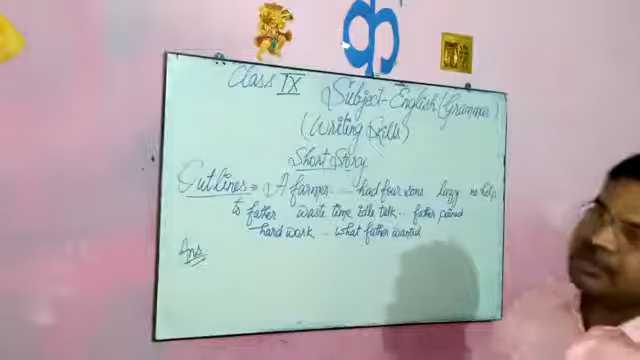 क
Class IX
Subject-English (Grammar)
(Writing Skills)
Short Story
Outlines⇒ A farmer ... had four sons lazy no help
to father waste time idle talk... father pained
hard work ... what father wanted
Ans